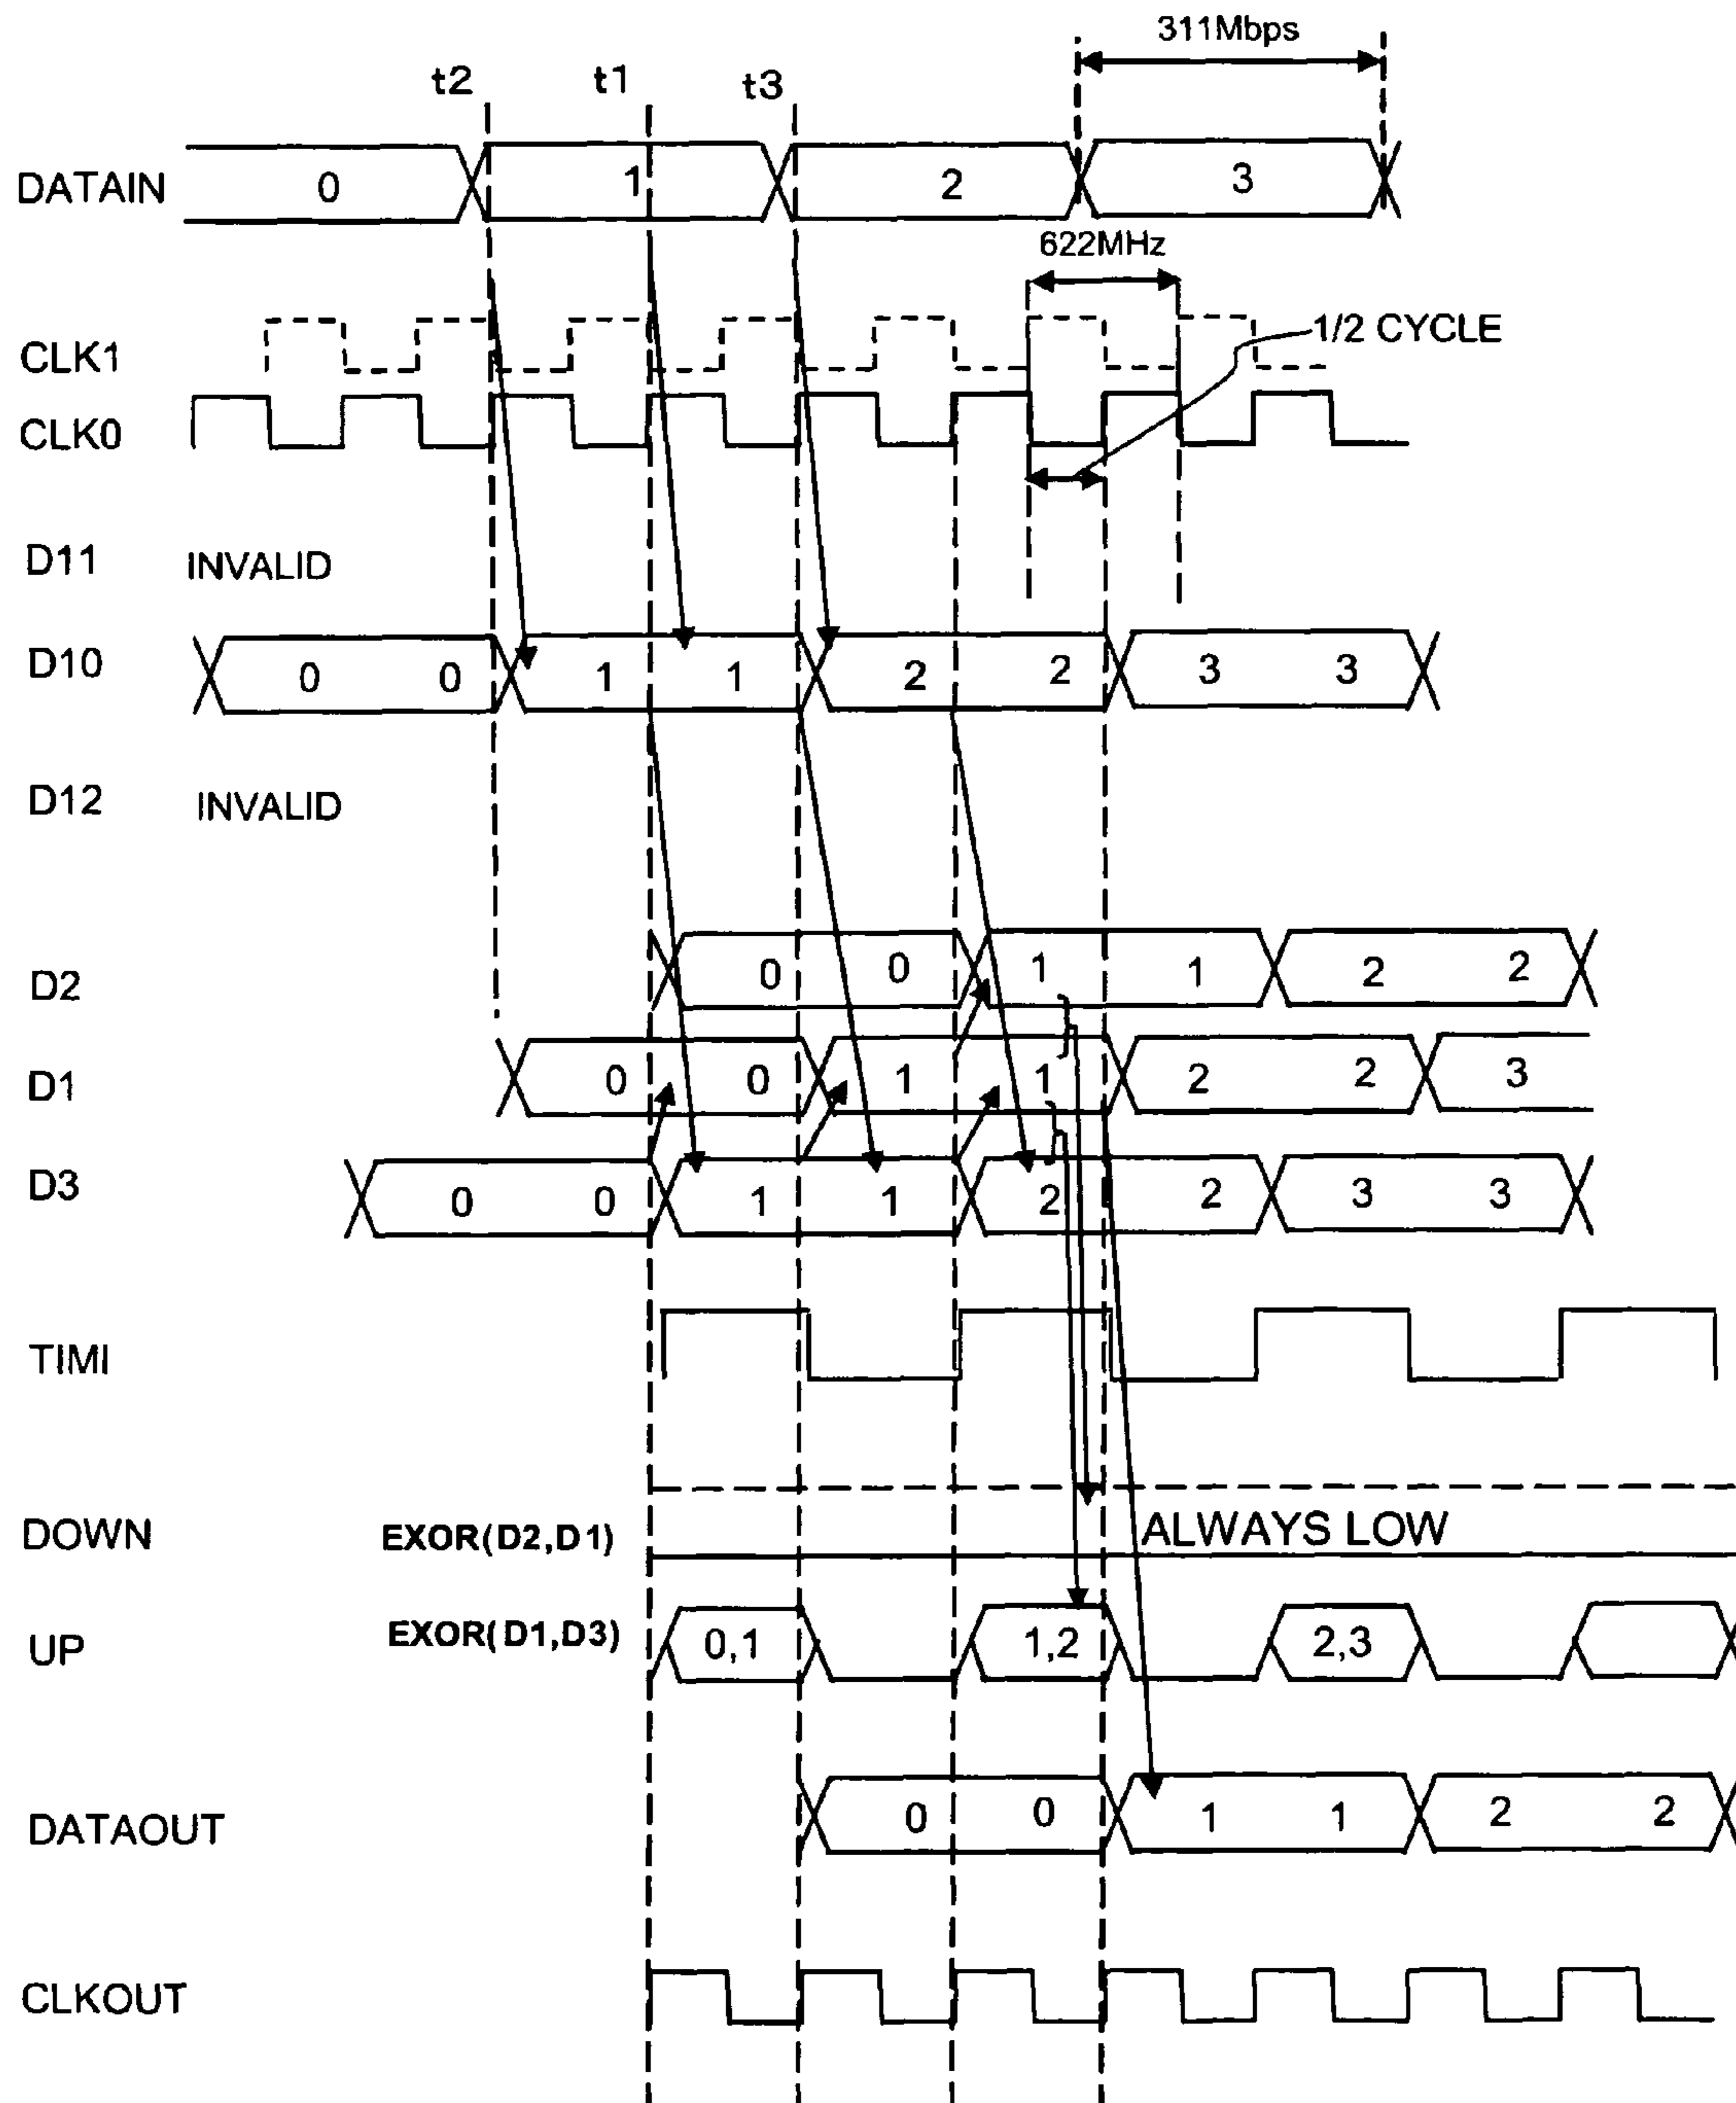 311Mbps
t2 t1 t3
DATAIN 0 1 2 3
622MHz
CLK1 1/2 CYCLE
CLK0
D11 INVALID
D10 0 0 1 1 2 2 3 3
D12 INVALID
D2 0 0 1 1 2 2
D1 0 0 1 1 2 2 3
D3 0 0 1 1 2 2 3 3
TIMI
DOWN EXOR(D2,D1) ALWAYS LOW
UP EXOR(D1,D3) 0,1 1,2 2,3
DATAOUT 0 0 1 1 2 2
CLKOUT